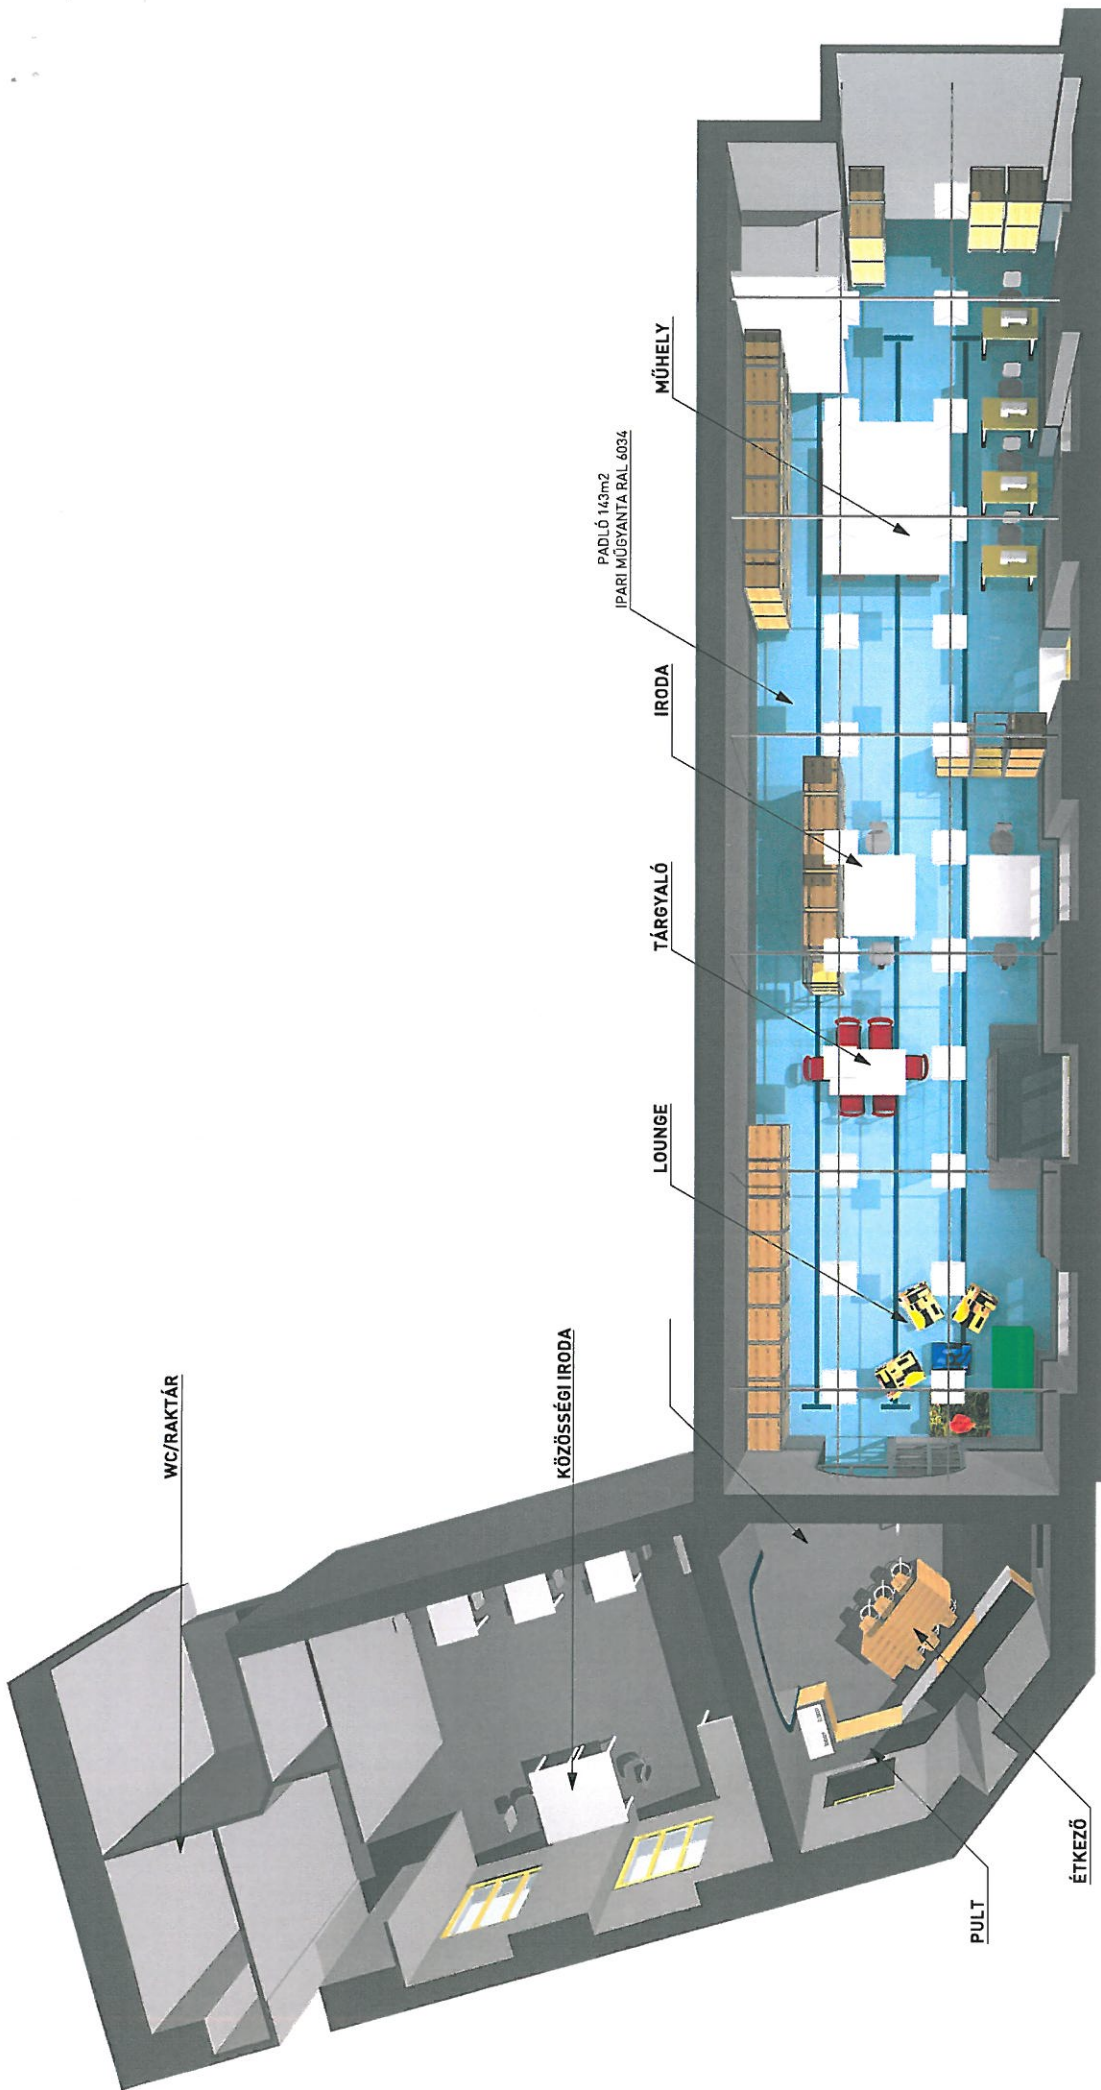 WC/RAKTÁR
KÖZÖSSÉGI IRODA
LOUNGE
TÁRGYALÓ
IRODA
PADLÓ 143m2
IPARI MŰGYANTA RAL 6034
MŰHELY
PULT
ÉTKEZŐ